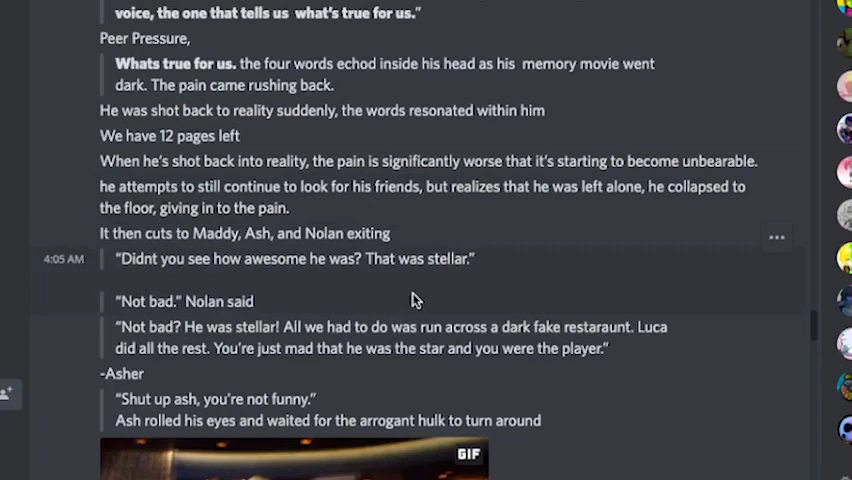 voice, the one that tells us what's true for us."
Peer Pressure,
Whats true for us. the four words echod inside his head as his memory movie went
dark. The pain came rushing back.
He was shot back to reality suddenly, the words resonated within him
We have 12 pages left
When he's shot back into reality, the pain is significantly worse that it's starting to become unbearable.
he attempts to still continue to look for his friends, but realizes that he was left alone, he collapsed to
the floor, giving in to the pain.
It then cuts to Maddy, Ash, and Nolan exiting
4:05 AM "Didnt you see how awesome he was? That was stellar."
"Not bad." Nolan said
"Not bad? He was stellar! All we had to do was run across a dark fake restaraunt. Luca
did all the rest. You're just mad that he was the star and you were the player."
-Asher
"Shut up ash, you're not funny."
Ash rolled his eyes and waited for the arrogant hulk to turn around
GIF